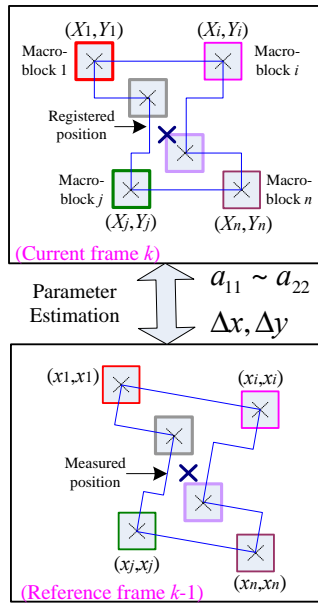 (X1,Y1)
(Xi,Yi)
Macro-
block 1
Macro-
block i
Registered
position
Macro-
block j
Macro-
block n
(Xj,Yj)
(Xn,Yn)
(Current frame k)
Parameter
Estimation
a11 ~ a22
Δx, Δy
(x1,x1)
(xi,xi)
Measured
position
(xj,xj)
(xn,xn)
(Reference frame k-1)